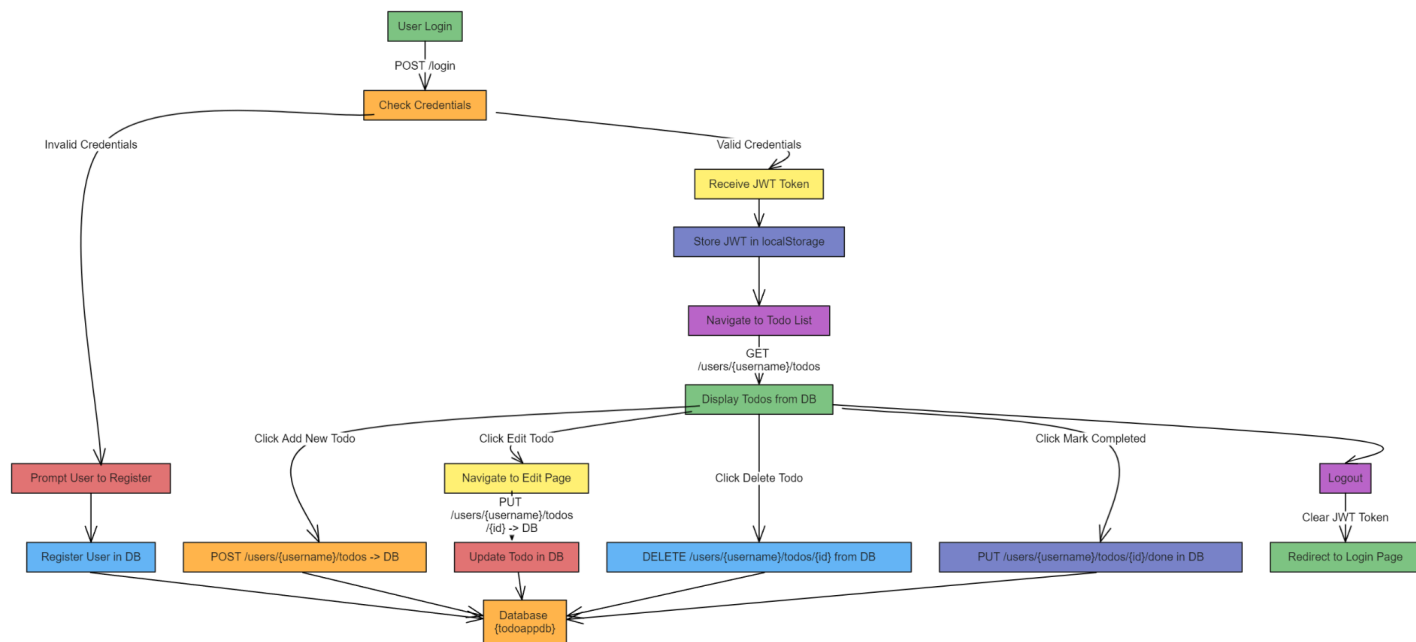 User Login
POST /login
Check Credentials
Invalid Credentials
Valid Credentials
Receive JWT Token
Store JWT in localStorage
Navigate to Todo List
GET
/users/{username}/todos
Display Todos from DB
Click Add New Todo
Click Edit Todo
Click Mark Completed
Prompt User to Register
Navigate to Edit Page
Click Delete Todo
Logout
PUT
/users/{username}/todos
/{id} -> DB
Clear JWT Token
Register User in DB
POST /users/{username}/todos -> DB
Update Todo in DB
DELETE /users/{username}/todos/{id} from DB
PUT /users/{username}/todos/{id}/done in DB
Redirect to Login Page
Database
{todoappdb}